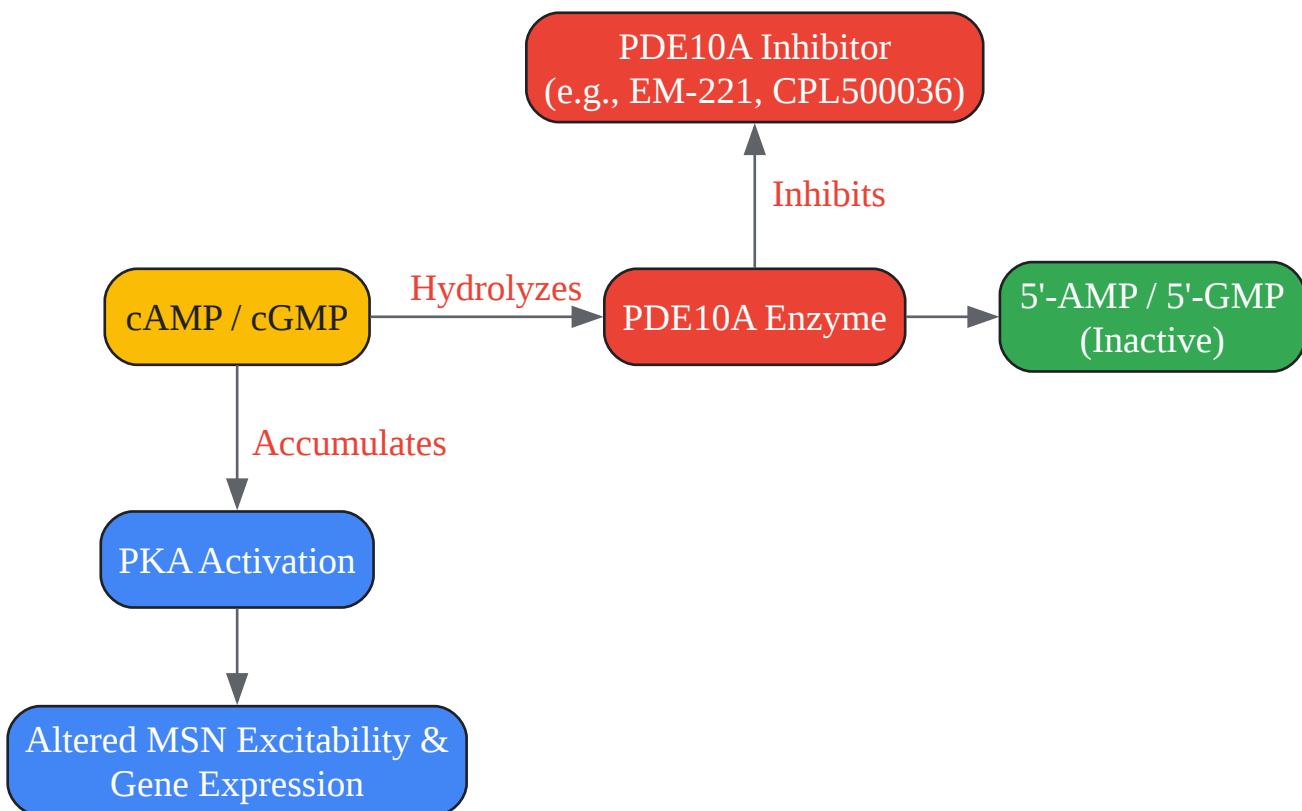 PDE10A Inhibitor
(e.g., EM-221, CPL500036)
Inhibits
cAMP / cGMP
Hydrolyzes
PDE10A Enzyme
5'-AMP / 5'-GMP
(Inactive)
Accumulates
PKA Activation
Altered MSN Excitability &
Gene Expression